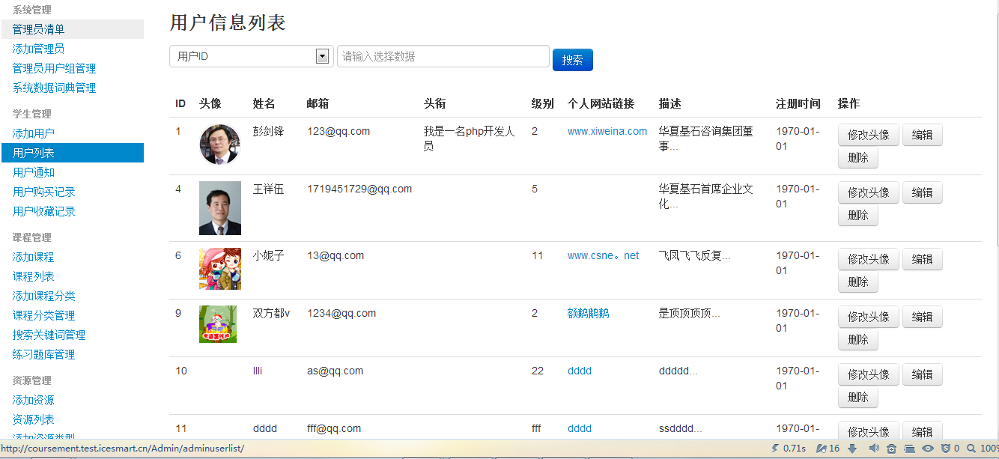 系统管理
管理员清单
添加管理员
管理员用户组管理
系统数据词典管理
学生管理
添加用户
用户列表
用户通知
用户购买记录
用户收藏记录
课程管理
添加课程
课程列表
添加课程分类
课程分类管理
搜索关键词管理
练习题库管理
资源管理
添加资源
资源列表
添加资源类型
用户信息列表
用户ID 请输入选择数据 搜索
ID 头像 姓名 邮箱 头衔 级别 个人网站链接 描述 注册时间 操作
1 彭剑锋 123@qq.com 我是一名php开发人 2 www.xiweina.com 华夏基石咨询集团董 1970-01- 修改头像 编辑
员 事... 01 删除
4 王祥伍 1719451729@qq.com 5 华夏基石首席企业文 1970-01- 修改头像 编辑
化... 01 删除
6 小妮子 13@qq.com 11 www.csne。net 飞凤飞飞反复... 1970-01- 修改头像 编辑
01 删除
9 双方都v 1234@qq.com 2 额鹅鹅鹅 是顶顶顶顶... 1970-01- 修改头像 编辑
01 删除
10 llli as@qq.com 22 dddd ddddd... 1970-01- 修改头像 编辑
01 删除
11 dddd fff@qq.com fff dddd ssdddd... 1970-01- 修改头像 编辑
http://coursement.test.icesmart.cn/Admin/adminuserlist/ 0.71s 16 0 100%